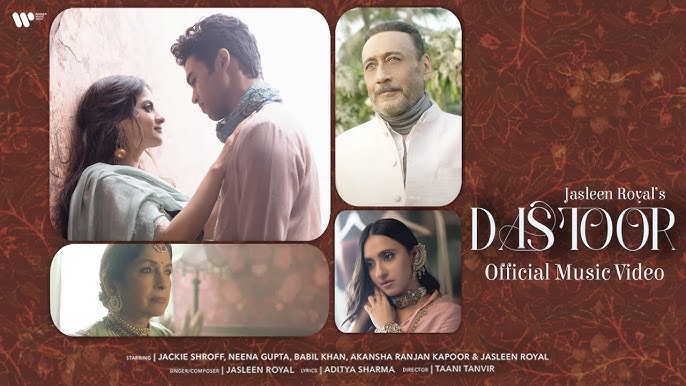 Jasleen Royal's
DASTOOR
Official Music Video
STARRING | JACKIE SHROFF, NEENA GUPTA, BABIL KHAN, AKANSHA RANJAN KAPOOR & JASLEEN ROYAL
SINGER/COMPOSER | JASLEEN ROYAL LYRICS | ADITYA SHARMA DIRECTOR | TAANI TANVIR